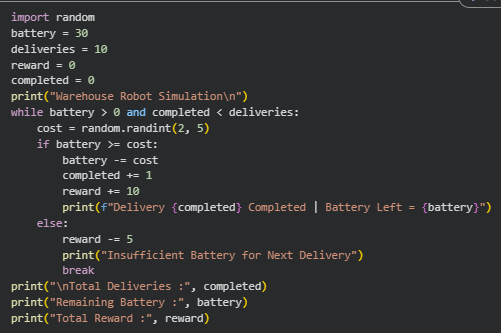 import random
battery = 30
deliveries = 10
reward = 0
completed = 0
print("Warehouse Robot Simulation\n")
while battery > 0 and completed < deliveries:
    cost = random.randint(2, 5)
    if battery >= cost:
        battery -= cost
        completed += 1
        reward += 10
        print(f"Delivery {completed} Completed | Battery Left = {battery}")
    else:
        reward -= 5
        print("Insufficient Battery for Next Delivery")
        break
print("\nTotal Deliveries :", completed)
print("Remaining Battery :", battery)
print("Total Reward :", reward)